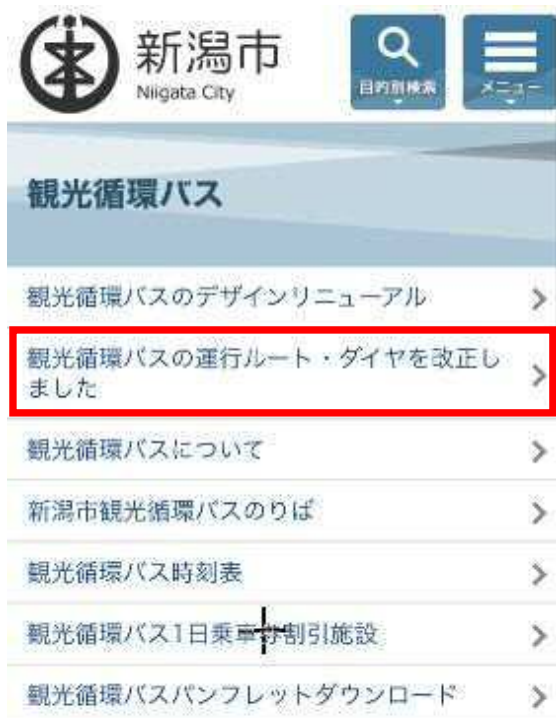 新潟市
Niigata City
目的別検索
メニュー
観光循環バス
観光循環バスのデザインリニューアル
観光循環バスの運行ルート・ダイヤを改正し
ました
観光循環バスについて
新潟市観光循環バスのりば
観光循環バス時刻表
観光循環バス1日乗車券割引施設
観光循環バスパンフレットダウンロード